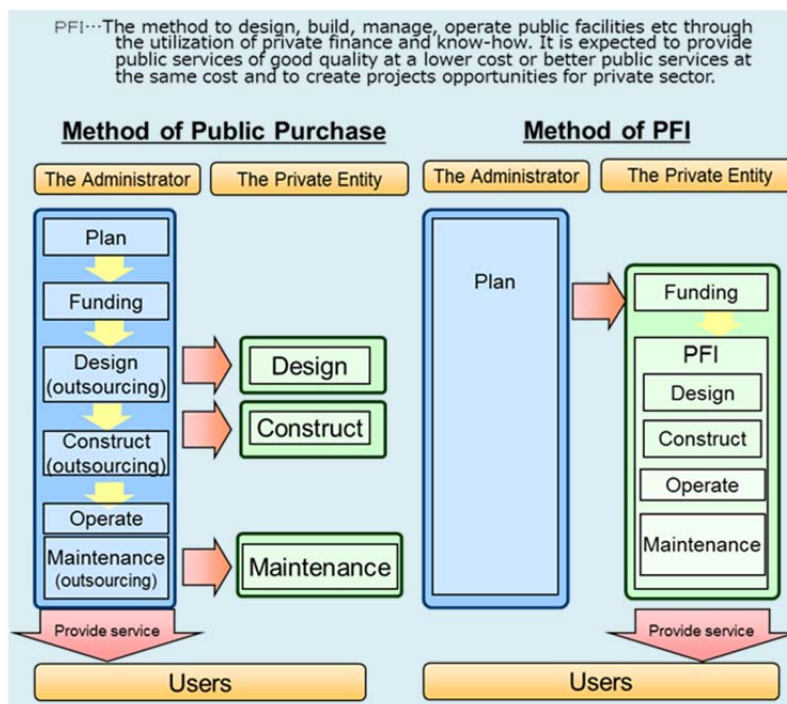 PFI…The method to design, build, manage, operate public facilities etc through
the utilization of private finance and know-how. It is expected to provide
public services of good quality at a lower cost or better public services at
the same cost and to create projects opportunities for private sector.
Method of Public Purchase
The Administrator
The Private Entity
Plan
Funding
Design
(outsourcing)
Construct
(outsourcing)
Operate
Maintenance
(outsourcing)
Design
Construct
Maintenance
Provide service
Users
Method of PFI
The Administrator
The Private Entity
Plan
Funding
PFI
Design
Construct
Operate
Maintenance
Provide service
Users